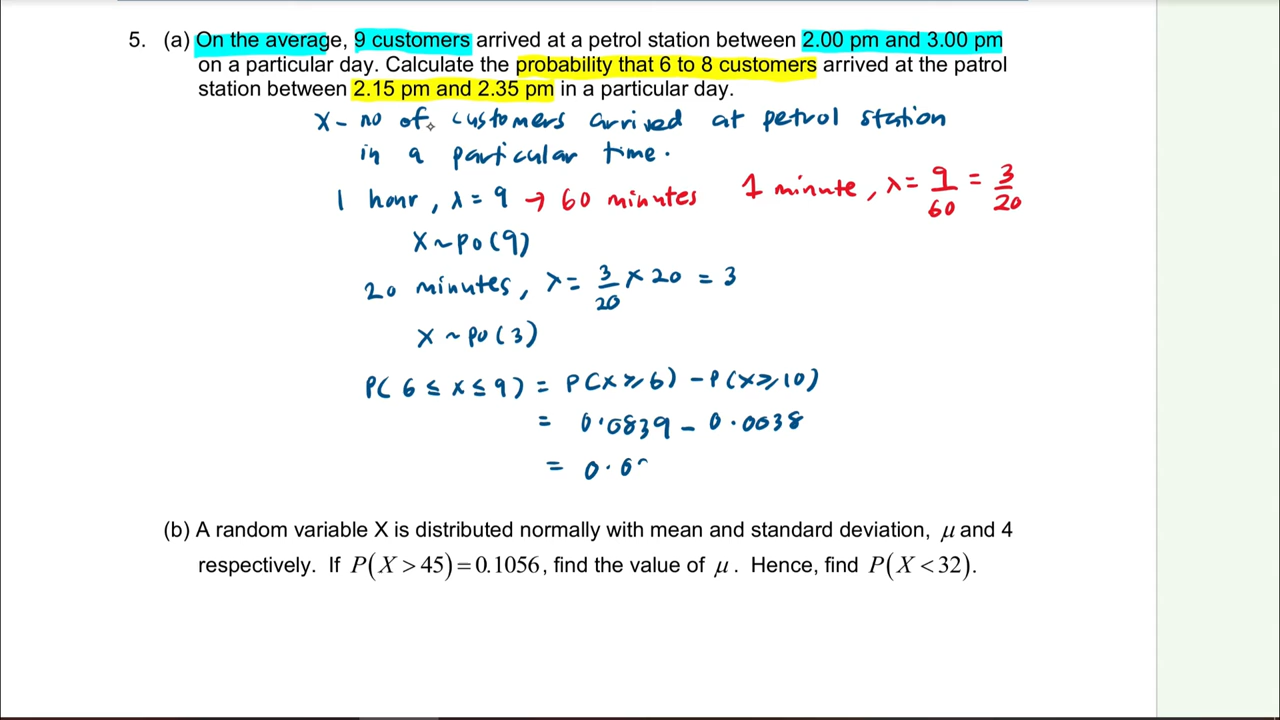 5. (a) On the average, 9 customers arrived at a petrol station between 2.00 pm and 3.00 pm
on a particular day. Calculate the probability that 6 to 8 customers arrived at the patrol
station between 2.15 pm and 2.35 pm in a particular day.
X - no of customers arrived at petrol station
in a particular time.
1 hour, λ = 9 → 60 minutes 1 minute, λ = 9/60 = 3/20
X ~ Po(9)
20 minutes, λ = 3/20 × 20 = 3
X ~ Po(3)
P(6 ≤ X ≤ 9) = P(X ≥ 6) - P(X ≥ 10)
= 0.0839 - 0.0038
= 0.0
(b) A random variable X is distributed normally with mean and standard deviation, μ and 4
respectively. If P(X > 45) = 0.1056, find the value of μ. Hence, find P(X < 32).